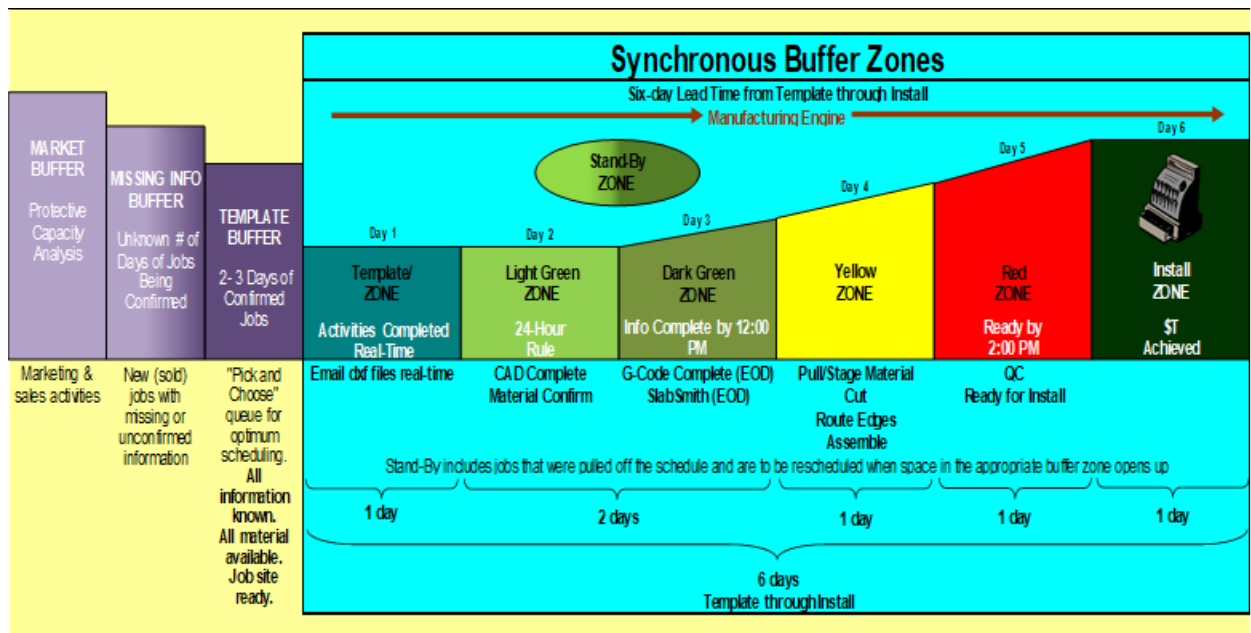 Synchronous Buffer Zones
Six-day Lead Time from Template through Install
Manufacturing Engine
MARKET
BUFFER
Protective
Capacity
Analysis
MISSING INFO
BUFFER
Unknown # of
Days of Jobs
Being
Confirmed
TEMPLATE
BUFFER
2- 3 Days of
Confirmed
Jobs
Stand-By
ZONE
Day 1
Template/
ZONE
Activities Completed
Real-Time
Day 2
Light Green
ZONE
24-Hour
Rule
Day 3
Dark Green
ZONE
Info Complete by 12:00
PM
Day 4
Yellow
ZONE
Day 5
Red
ZONE
Ready by
2:00 PM
Day 6
Install
ZONE
$T
Achieved
Marketing &
sales activities
New (sold)
jobs with
missing or
unconfirmed
information
"Pick and
Choose"
queue for
optimum
scheduling.
All
information
known.
All material
available.
Job site
ready.
Email dxf files real-time
CAD Complete
Material Confirm
G-Code Complete (EOD)
SlabSmith (EOD)
Pull/Stage Material
Cut
Route Edges
Assemble
QC
Ready for Install
Stand-By includes jobs that were pulled off the schedule and are to be rescheduled when space in the appropriate buffer zone opens up
1 day
2 days
1 day
1 day
1 day
6 days
Template through Install